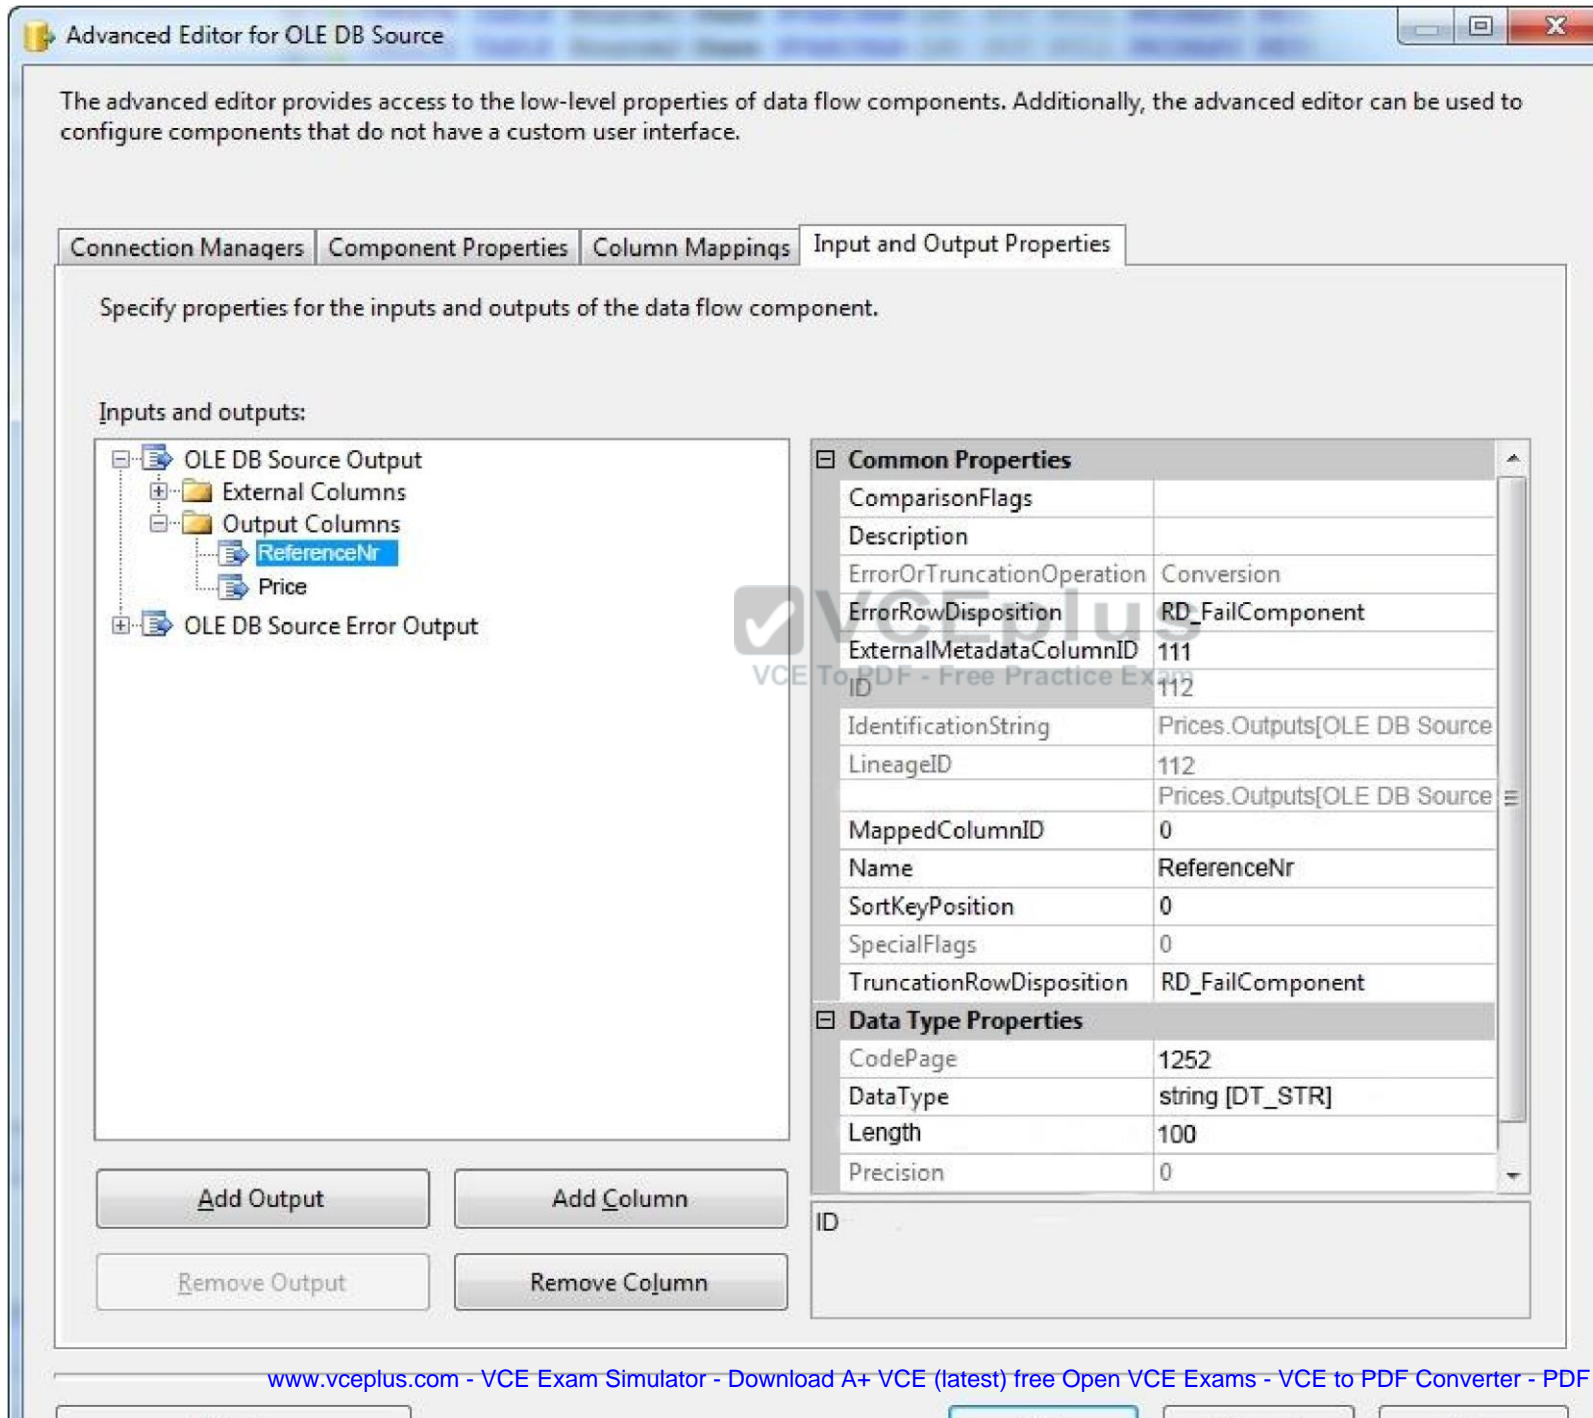 Advanced Editor for OLE DB Source
The advanced editor provides access to the low-level properties of data flow components. Additionally, the advanced editor can be used to
configure components that do not have a custom user interface.
Connection Managers Component Properties Column Mappings Input and Output Properties
Specify properties for the inputs and outputs of the data flow component.
Inputs and outputs:
OLE DB Source Output
External Columns
Output Columns
ReferenceNr
Price
OLE DB Source Error Output
Common Properties
ComparisonFlags
Description
ErrorOrTruncationOperation Conversion
ErrorRowDisposition RD_FailComponent
ExternalMetadataColumnID 111
ID 112
IdentificationString Prices.Outputs[OLE DB Source
LineageID 112
Prices.Outputs[OLE DB Source
MappedColumnID 0
Name ReferenceNr
SortKeyPosition 0
SpecialFlags 0
TruncationRowDisposition RD_FailComponent
Data Type Properties
CodePage 1252
DataType string [DT_STR]
Length 100
Precision 0
VCEplus
VCE To PDF - Free Practice Exam
Add Output Add Column
Remove Output Remove Column
ID
www.vceplus.com - VCE Exam Simulator - Download A+ VCE (latest) free Open VCE Exams - VCE to PDF Converter - PDF